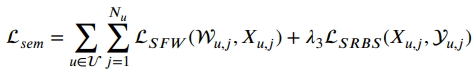 ℒ_{sem} = ∑_{u∈𝒰} ∑_{j=1}^{N_u} ℒ_{SFW}(𝒲_{u,j}, X_{u,j}) + λ_3 ℒ_{SRBS}(X_{u,j}, 𝒴_{u,j})